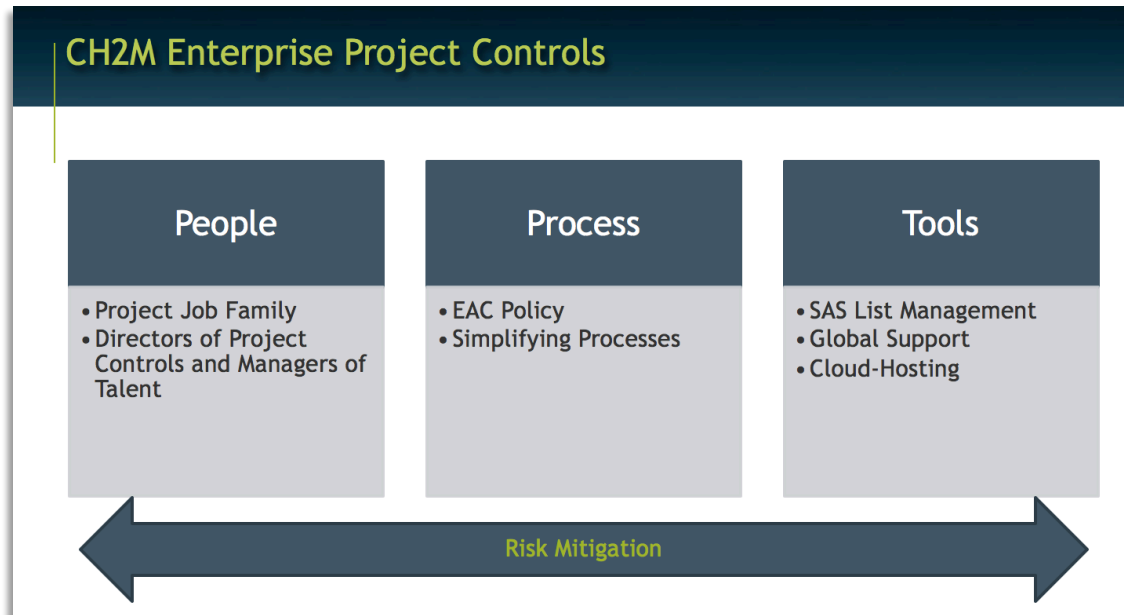 CH2M Enterprise Project Controls
People
• Project Job Family
• Directors of Project
Controls and Managers of
Talent
Process
• EAC Policy
• Simplifying Processes
Tools
• SAS List Management
• Global Support
• Cloud-Hosting
Risk Mitigation